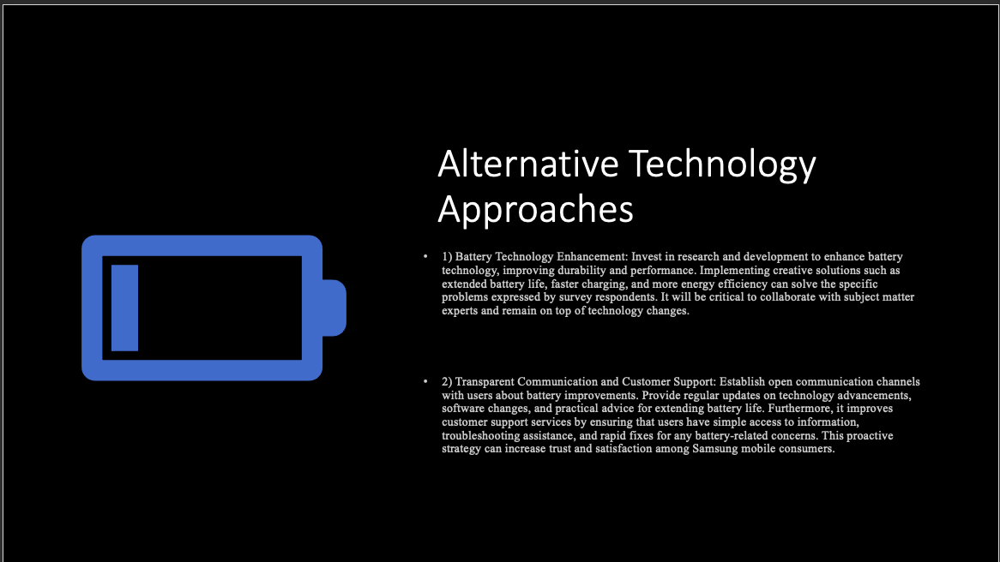 Alternative Technology
Approaches
• 1) Battery Technology Enhancement: Invest in research and development to enhance battery
technology, improving durability and performance. Implementing creative solutions such as
extended battery life, faster charging, and more energy efficiency can solve the specific
problems expressed by survey respondents. It will be critical to collaborate with subject matter
experts and remain on top of technology changes.
• 2) Transparent Communication and Customer Support: Establish open communication channels
with users about battery improvements. Provide regular updates on technology advancements,
software changes, and practical advice for extending battery life. Furthermore, it improves
customer support services by ensuring that users have simple access to information,
troubleshooting assistance, and rapid fixes for any battery-related concerns. This proactive
strategy can increase trust and satisfaction among Samsung mobile consumers.